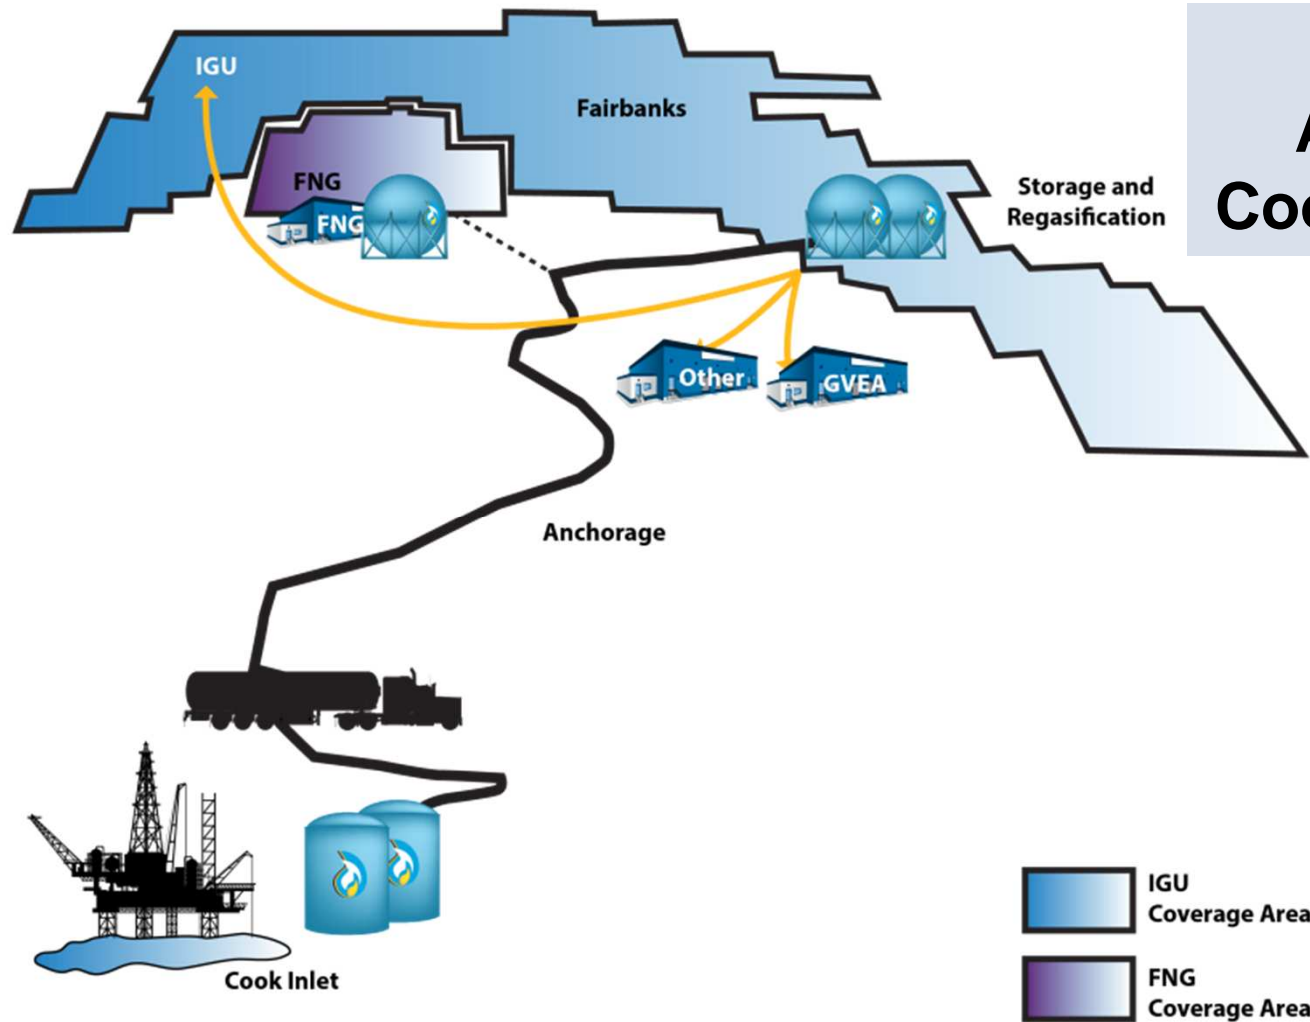 IGU
Fairbanks
FNG
FNG
Storage and
Regasification
Other
GVEA
Anchorage
Cook Inlet
IGU
Coverage Area
FNG
Coverage Area